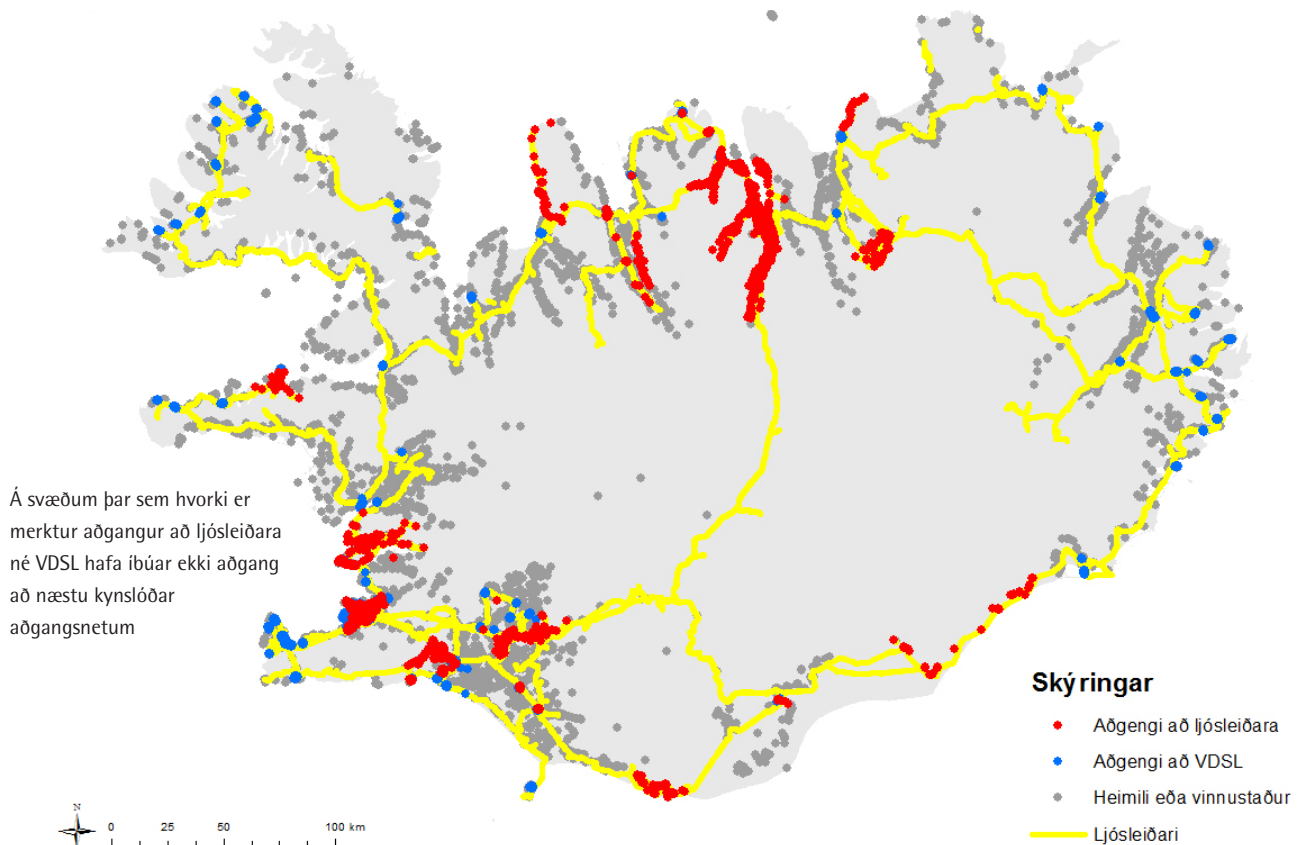 Á svæðum þar sem hvorki er
merktur aðgangur að ljósleiðara
né VDSL hafa íbúar ekki aðgang
að næstu kynslóðar
aðgangsnetum
Skýringar
Aðgengi að ljósleiðara
Aðgengi að VDSL
Heimili eða vinnustaður
Ljósleiðari
N
0 25 50 100 km